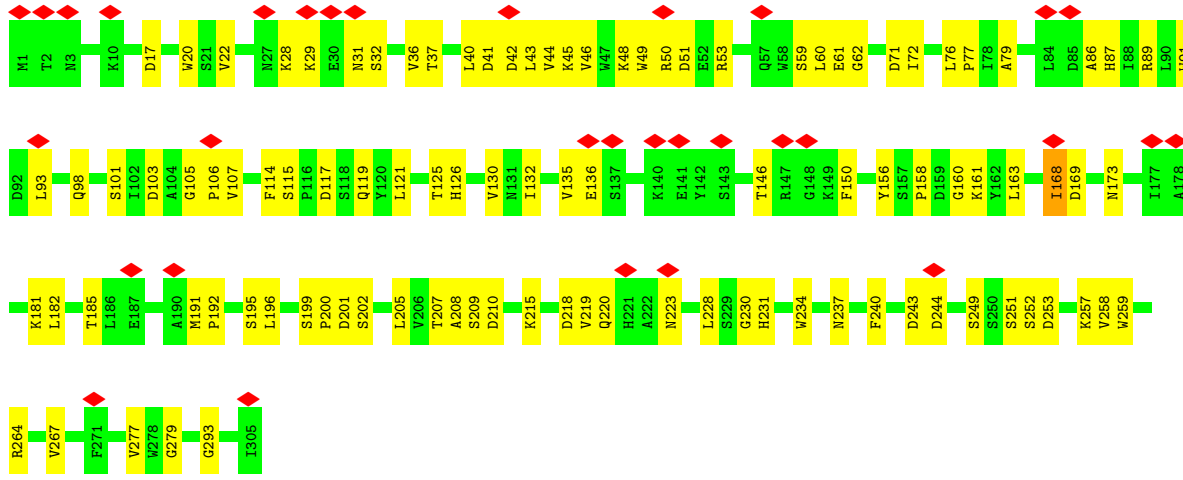 M1 T2 N3 K10 D17 W20 S21 V22 N27 K28 K29 E30 N31 S32 V36 T37 L40 D41 D42 L43 V44 K45 V46 W47 K48 W49 R50 D51 E52 R53 Q57 W58 S59 L60 E61 G62 D71 I72 L76 P77 I78 A79 L84 D85 A86 H87 I88 R89 L90
D92 L93 Q98 S101 I102 D103 A104 G105 P106 V107 F114 S115 P116 D117 S118 Q119 Y120 L121 T125 H126 V130 N131 I132 V135 E136 S137 K140 E141 Y142 S143 T146 R147 G148 K149 F150 Y156 S157 P158 D159 G160 K161 Y162 L163 I168 D169 N173 I177 A178
K181 L182 T185 L186 E187 A190 M191 P192 S195 L196 S199 P200 D201 S202 L205 V206 T207 A208 S209 D210 K215 D218 V219 Q220 H221 A222 N223 L228 S229 G230 H231 W234 N237 F240 D243 D244 S249 S250 S251 S252 D253 K257 V258 W259
R264 V267 F271 V277 W278 G279 G293 I305